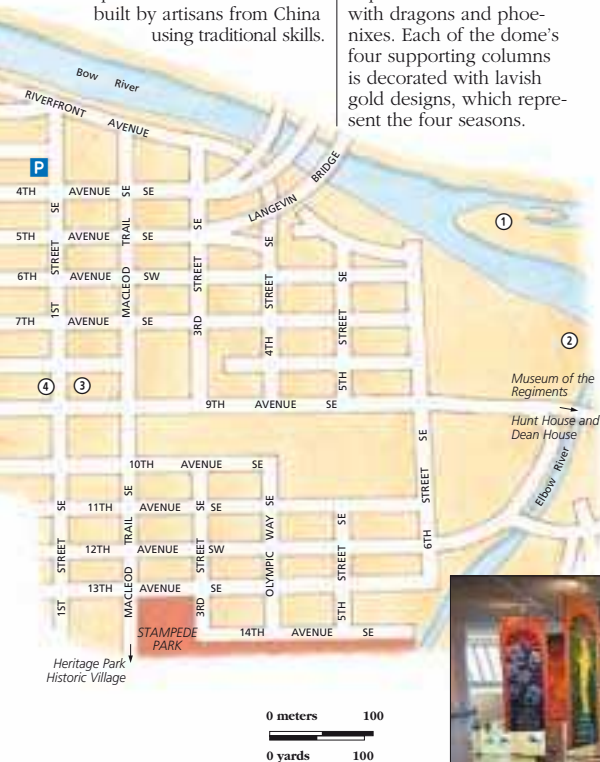 built by artisans from China
using traditional skills.
with dragons and phoe-
nixes. Each of the dome's
four supporting columns
is decorated with lavish
gold designs, which repre-
sent the four seasons.
Bow River
RIVERFRONT AVENUE
LANGEVIN BRIDGE
P
4TH AVENUE SE
5TH AVENUE SE
6TH AVENUE SW
7TH AVENUE SE
1ST STREET SE
MACLEOD TRAIL SE
3RD STREET SE
4TH STREET SE
5TH STREET SE
1
2
4
3
Museum of the
Regiments
Hunt House and
Dean House
9TH AVENUE SE
Elbow River
10TH AVENUE SE
11TH AVENUE SE
12TH AVENUE SW
13TH AVENUE SE
14TH AVENUE SE
1ST STREET SE
MACLEOD TRAIL SE
3RD STREET SE
OLYMPIC WAY SE
5TH STREET SE
6TH STREET SE
STAMPEDE
PARK
Heritage Park
Historic Village
0 meters 100
0 yards 100